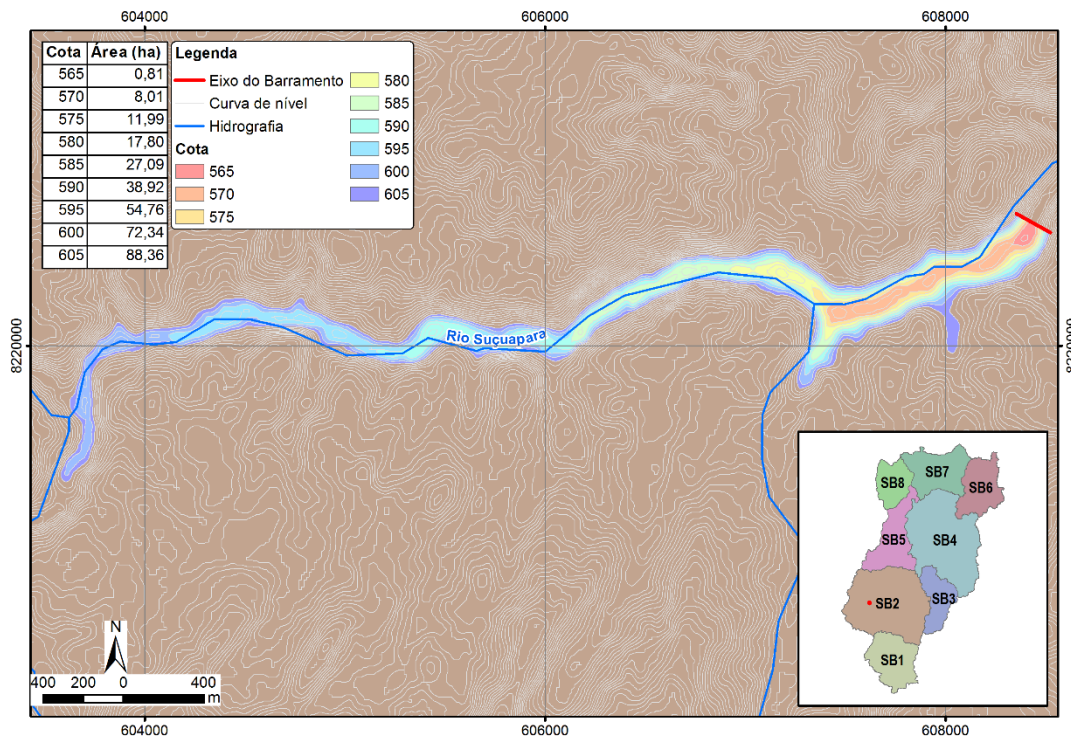 604000 606000 608000
Cota Área (ha)
565 0,81
570 8,01
575 11,99
580 17,80
585 27,09
590 38,92
595 54,76
600 72,34
605 88,36
Legenda
Eixo do Barramento
Curva de nível
Hidrografia
Cota
565
570
575
580
585
590
595
600
605
8220000
Rio Suçuapara
8220000
SB8
SB7
SB6
SB5
SB4
SB2
SB3
SB1
N
400 200 0 400
m
604000 606000 608000